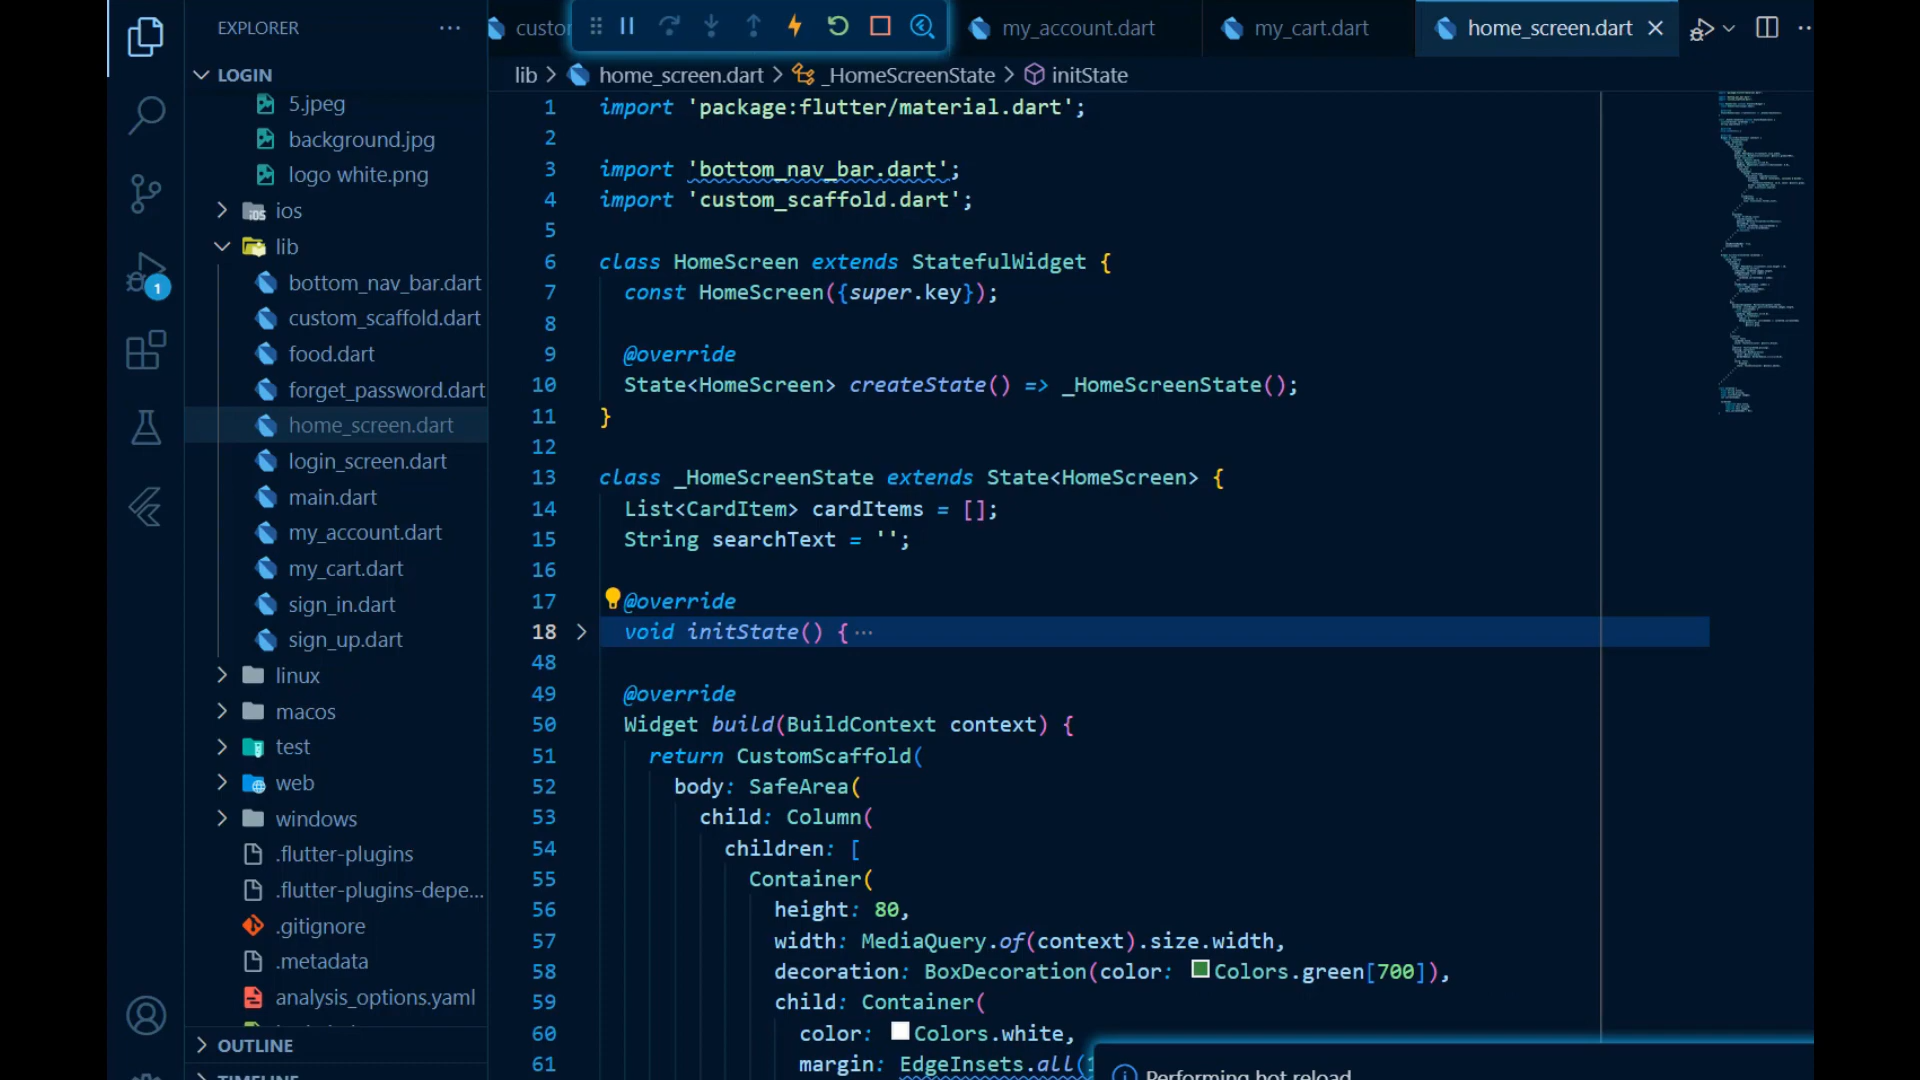 EXPLORER
LOGIN
5.jpeg
background.jpg
logo white.png
ios
lib
bottom_nav_bar.dart
custom_scaffold.dart
food.dart
forget_password.dart
home_screen.dart
login_screen.dart
main.dart
my_account.dart
my_cart.dart
sign_in.dart
sign_up.dart
linux
macos
test
web
windows
.flutter-plugins
.flutter-plugins-depe...
.gitignore
.metadata
analysis_options.yaml
OUTLINE
TIMELINE
1
my_account.dart
my_cart.dart
home_screen.dart
lib > home_screen.dart > _HomeScreenState > initState
1 import 'package:flutter/material.dart';
2
3 import 'bottom_nav_bar.dart';
4 import 'custom_scaffold.dart';
5
6 class HomeScreen extends StatefulWidget {
7 const HomeScreen({super.key});
8
9 @override
10 State<HomeScreen> createState() => _HomeScreenState();
11 }
12
13 class _HomeScreenState extends State<HomeScreen> {
14 List<CardItem> cardItems = [];
15 String searchText = '';
16
17 @override
18 void initState() {...
48
49 @override
50 Widget build(BuildContext context) {
51 return CustomScaffold(
52 body: SafeArea(
53 child: Column(
54 children: [
55 Container(
56 height: 80,
57 width: MediaQuery.of(context).size.width,
58 decoration: BoxDecoration(color: Colors.green[700]),
59 child: Container(
60 color: Colors.white,
61 margin: EdgeInsets.all(
Performing hot reload